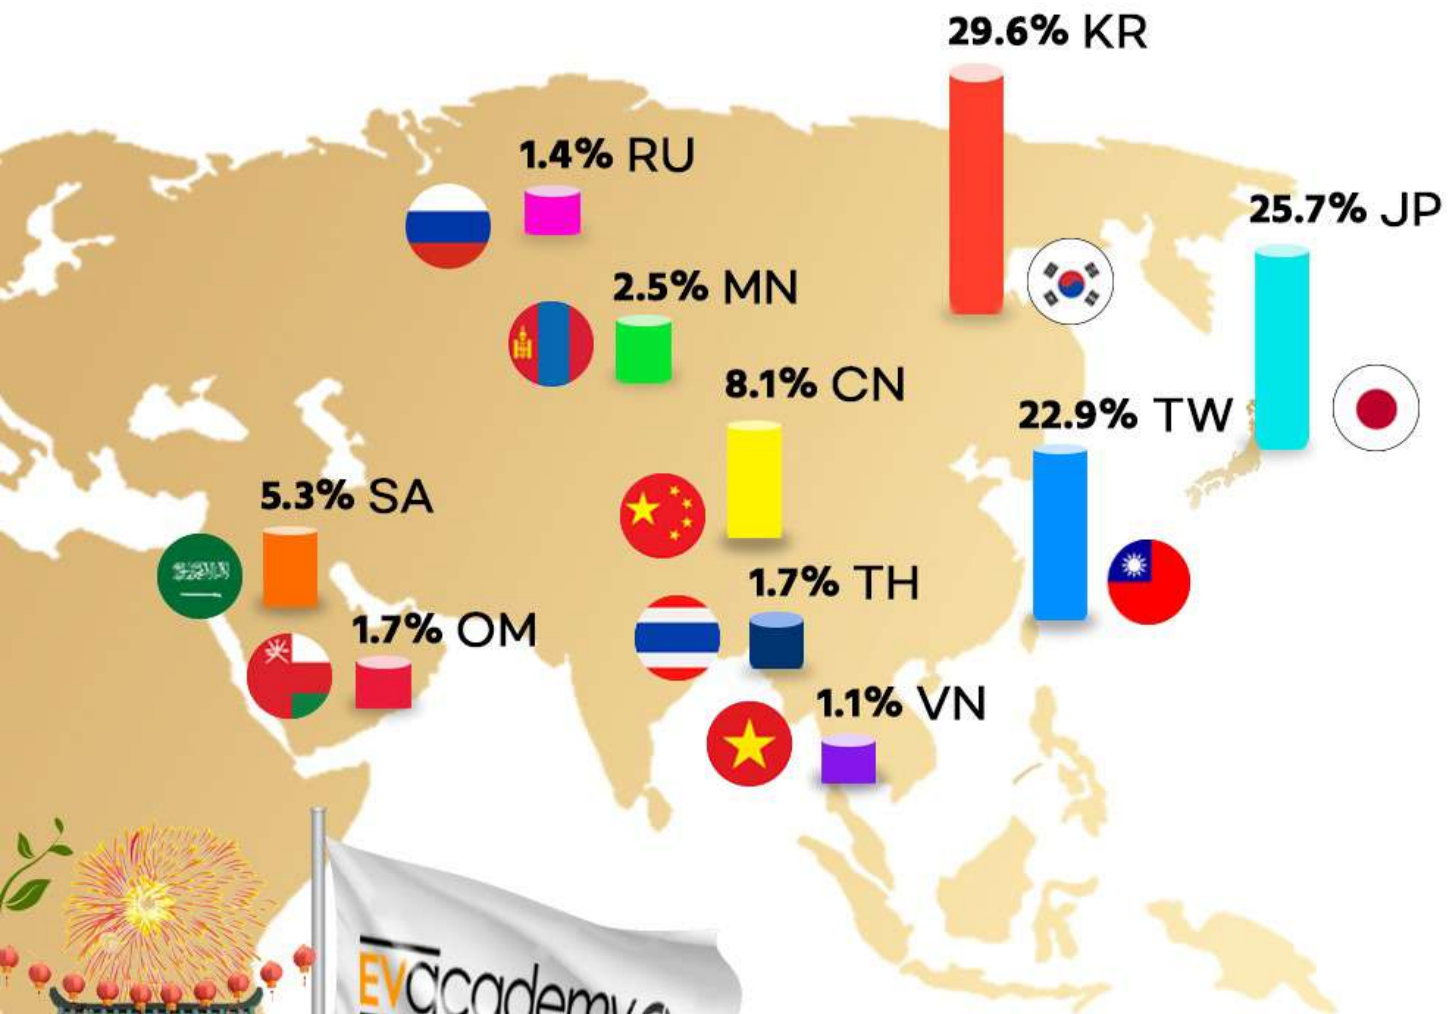 29.6% KR
1.4% RU
25.7% JP
2.5% MN
8.1% CN
22.9% TW
5.3% SA
1.7% TH
1.7% OM
1.1% VN
EVacademy